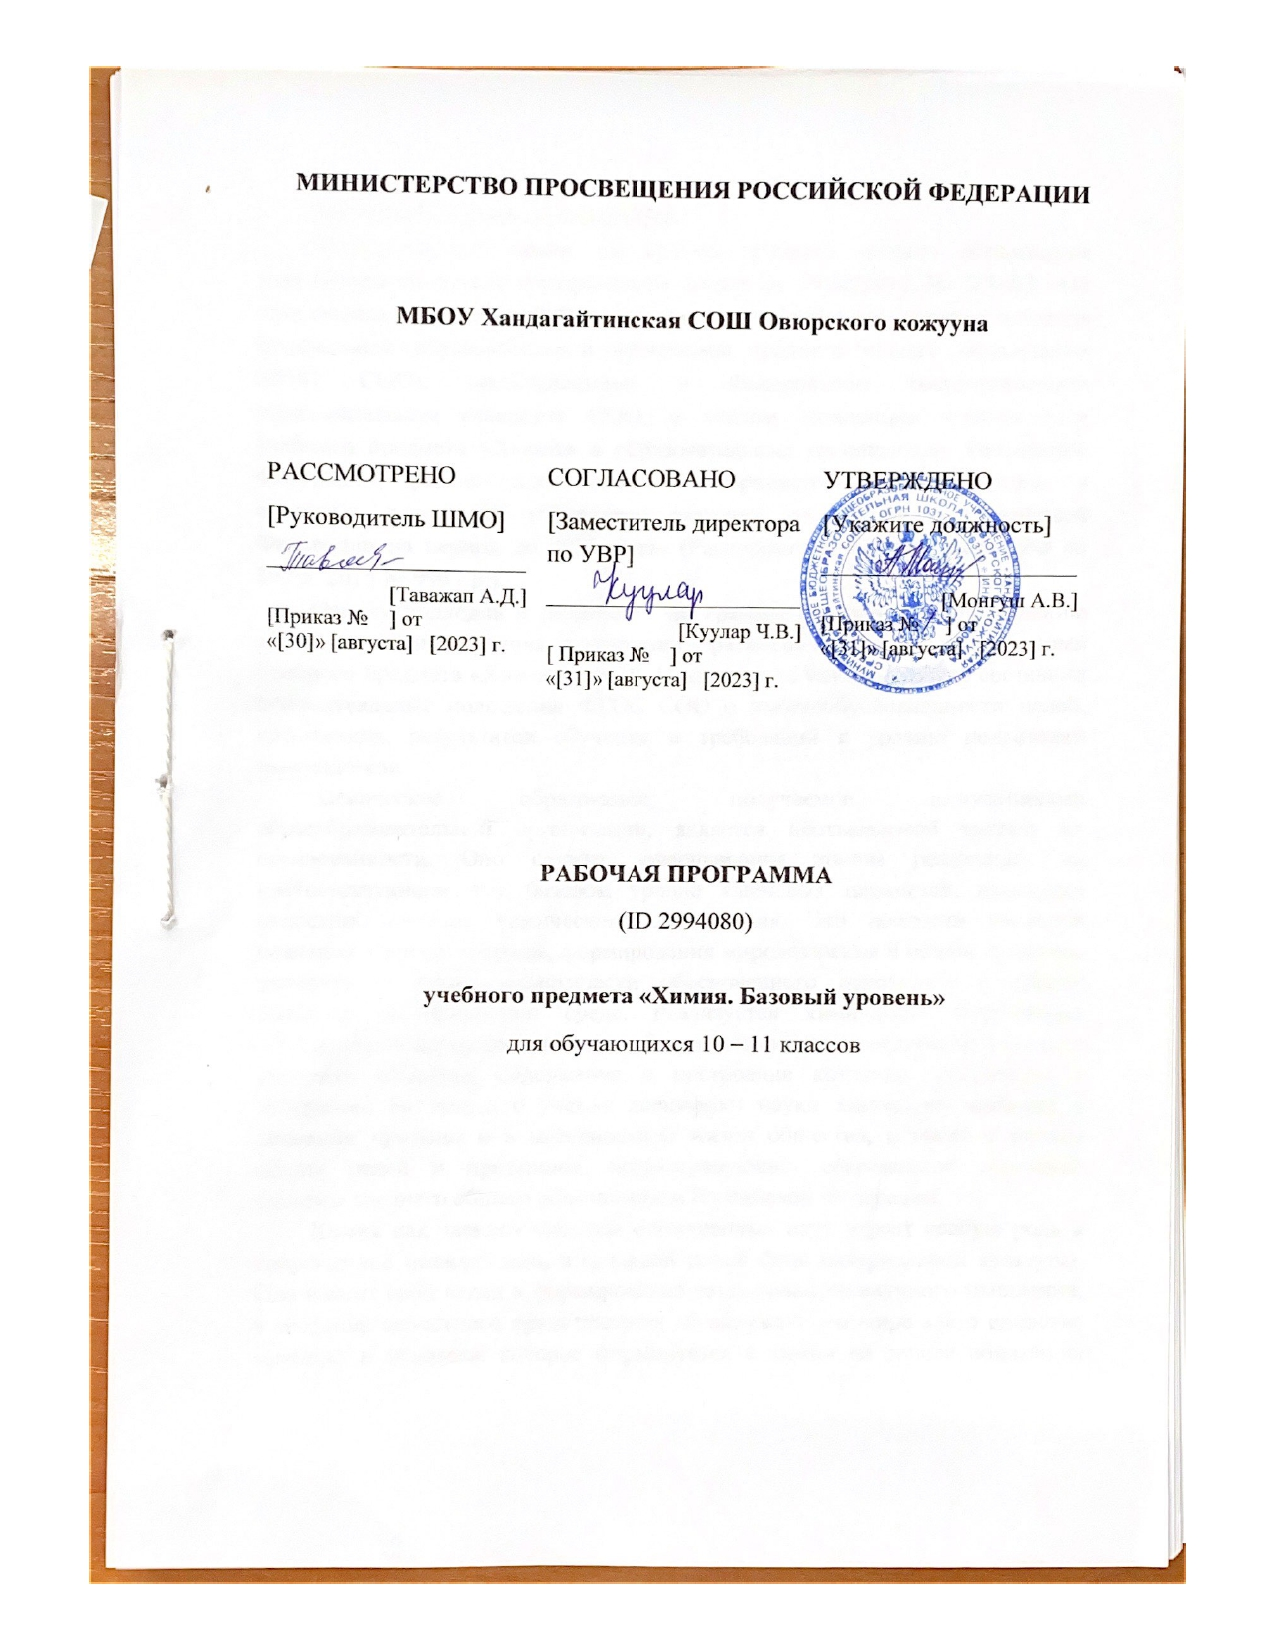 МИНИСТЕРСТВО ПРОСВЕЩЕНИЯ РОССИЙСКОЙ ФЕДЕРАЦИИ
МБОУ Хандагайтинская СОШ Овюрского кожууна
РАССМОТРЕНО
[Руководитель ШМО]
[Таважап А.Д.]
[Приказ № ] от
«[30]» [августа] [2023] г.
СОГЛАСОВАНО
[Заместитель директора
по УВР]
Куулар
[Куулар Ч.В.]
[ Приказ № ] от
«[31]» [августа] [2023] г.
УТВЕРЖДЕНО
[Укажите должность]
[Монгуш А.В.]
[Приказ № ] от
«[31]» [августа] [2023] г.
РАБОЧАЯ ПРОГРАММА
(ID 2994080)
учебного предмета «Химия. Базовый уровень»
для обучающихся 10 – 11 классов